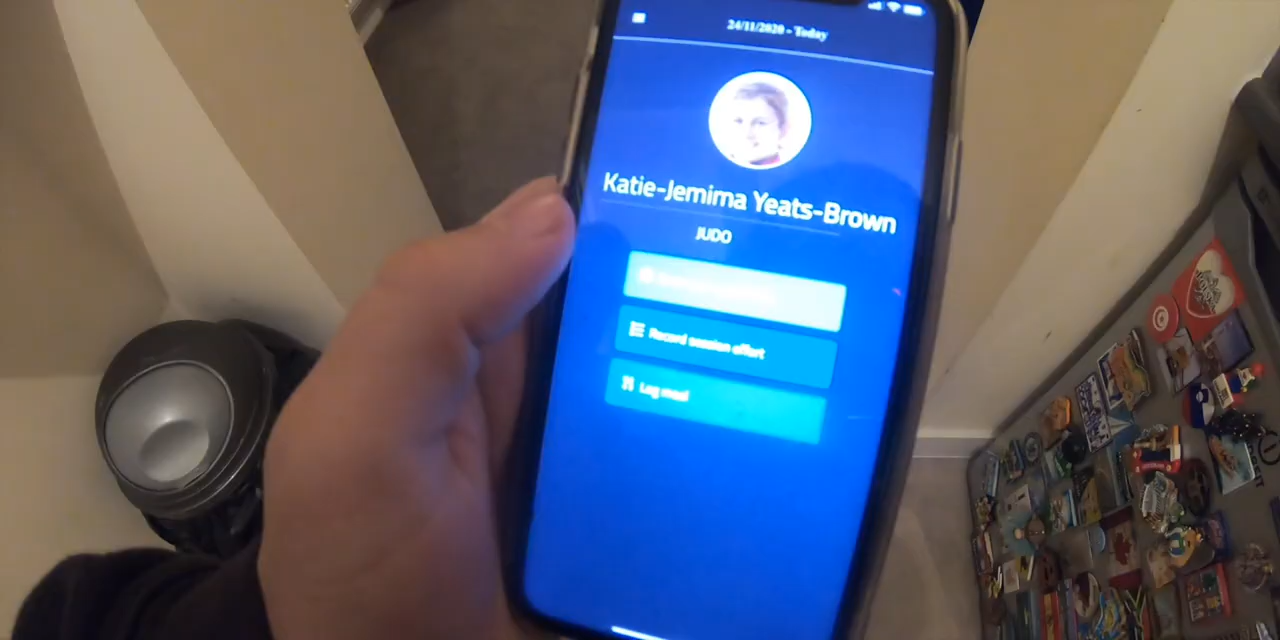 24/11/2020 - Today
Katie-Jemima Yeats-Brown
JUDO
Record session effort
Log meal